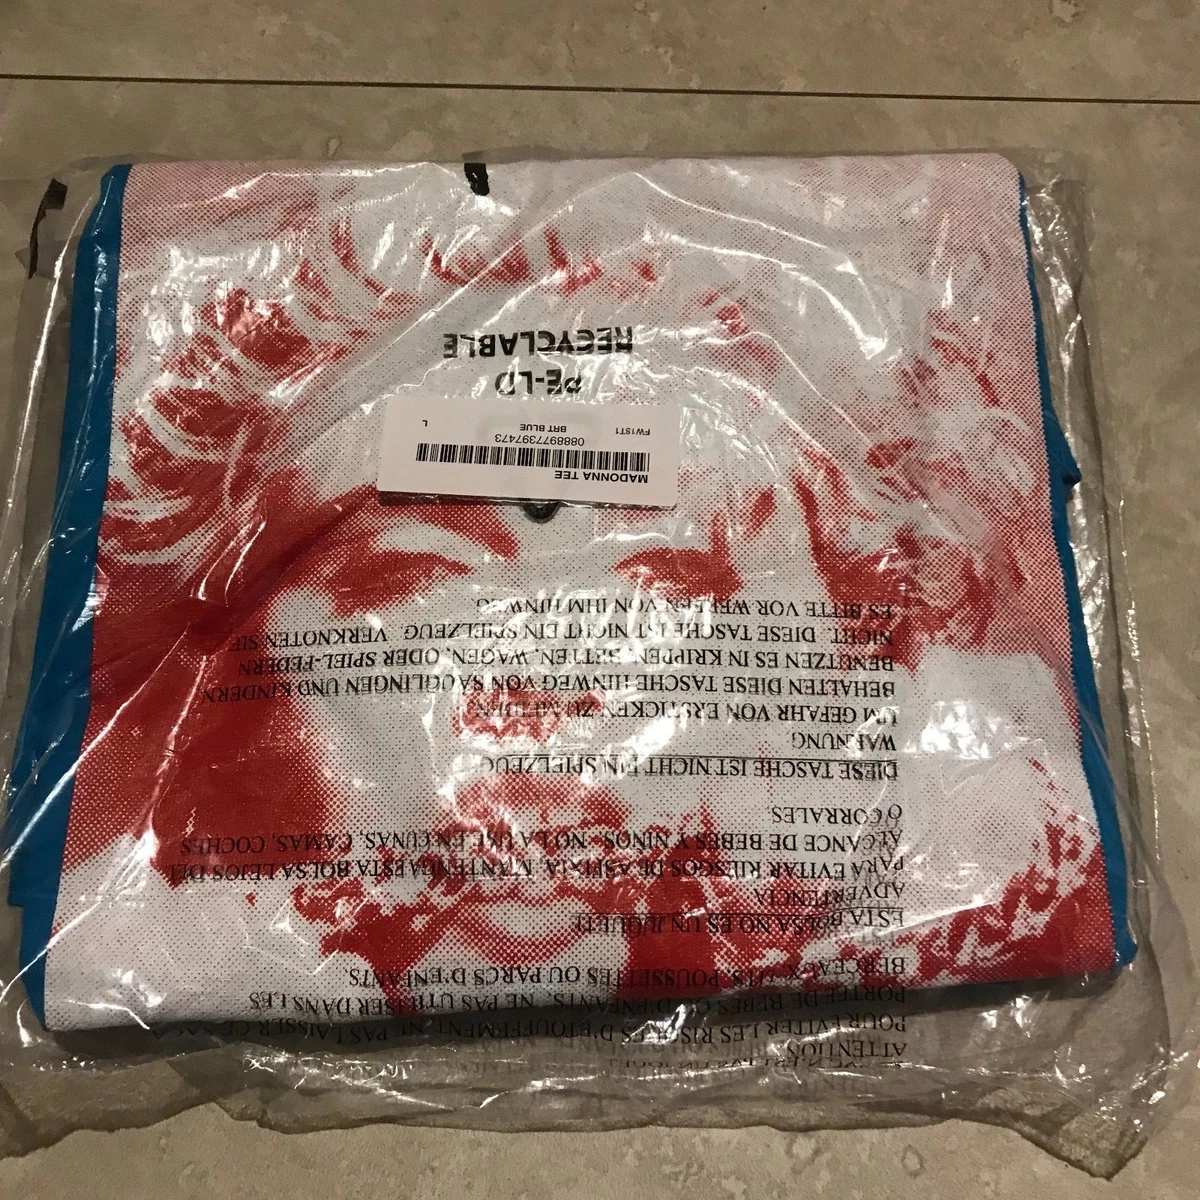 ATTENTION
POUR EVITER LES RISQUES D'ETOUFFEMENT, NE PAS LAISSER CE SAC
PORTEE DE BEBES OU D'ENFANTS, NE PAS UTILISER DANS LES
BERCEAUX, LITS, POUSSETTES OU PARCS D'ENFANTS.
ESTA BOLSA NO ES UN JUGUETE
ADVERTENCIA
PARA EVITAR RIESGOS DE ASFIXIA, MANTENGA ESTA BOLSA LEJOS DEL
ALCANCE DE BEBES Y NIÑOS. NO LA USE EN CUNAS, CAMAS, COCHES
O CORRALES
DIESE TASCHE IST NICHT EIN SPIELZEUG
WARNUNG
UM GEFAHR VON ERSTICKEN ZU MEIDEN,
BEHALTEN DIESE TASCHE HINWEG VON SAUGLINGEN UND KINDERN
BENUTZEN ES IN KRIPPEN, BETTEN, WAGEN, ODER SPIEL-FEDERN
NICHT. DIESE TASCHE IST NICHT EIN SPIELZEUG. VERKNOTEN SIE
ES BITTE VOR WERFEN VON IHM HINWEG
MADONNA TEE
0888977397473
BRT BLUE L
PE-LD
RECYCLABLE